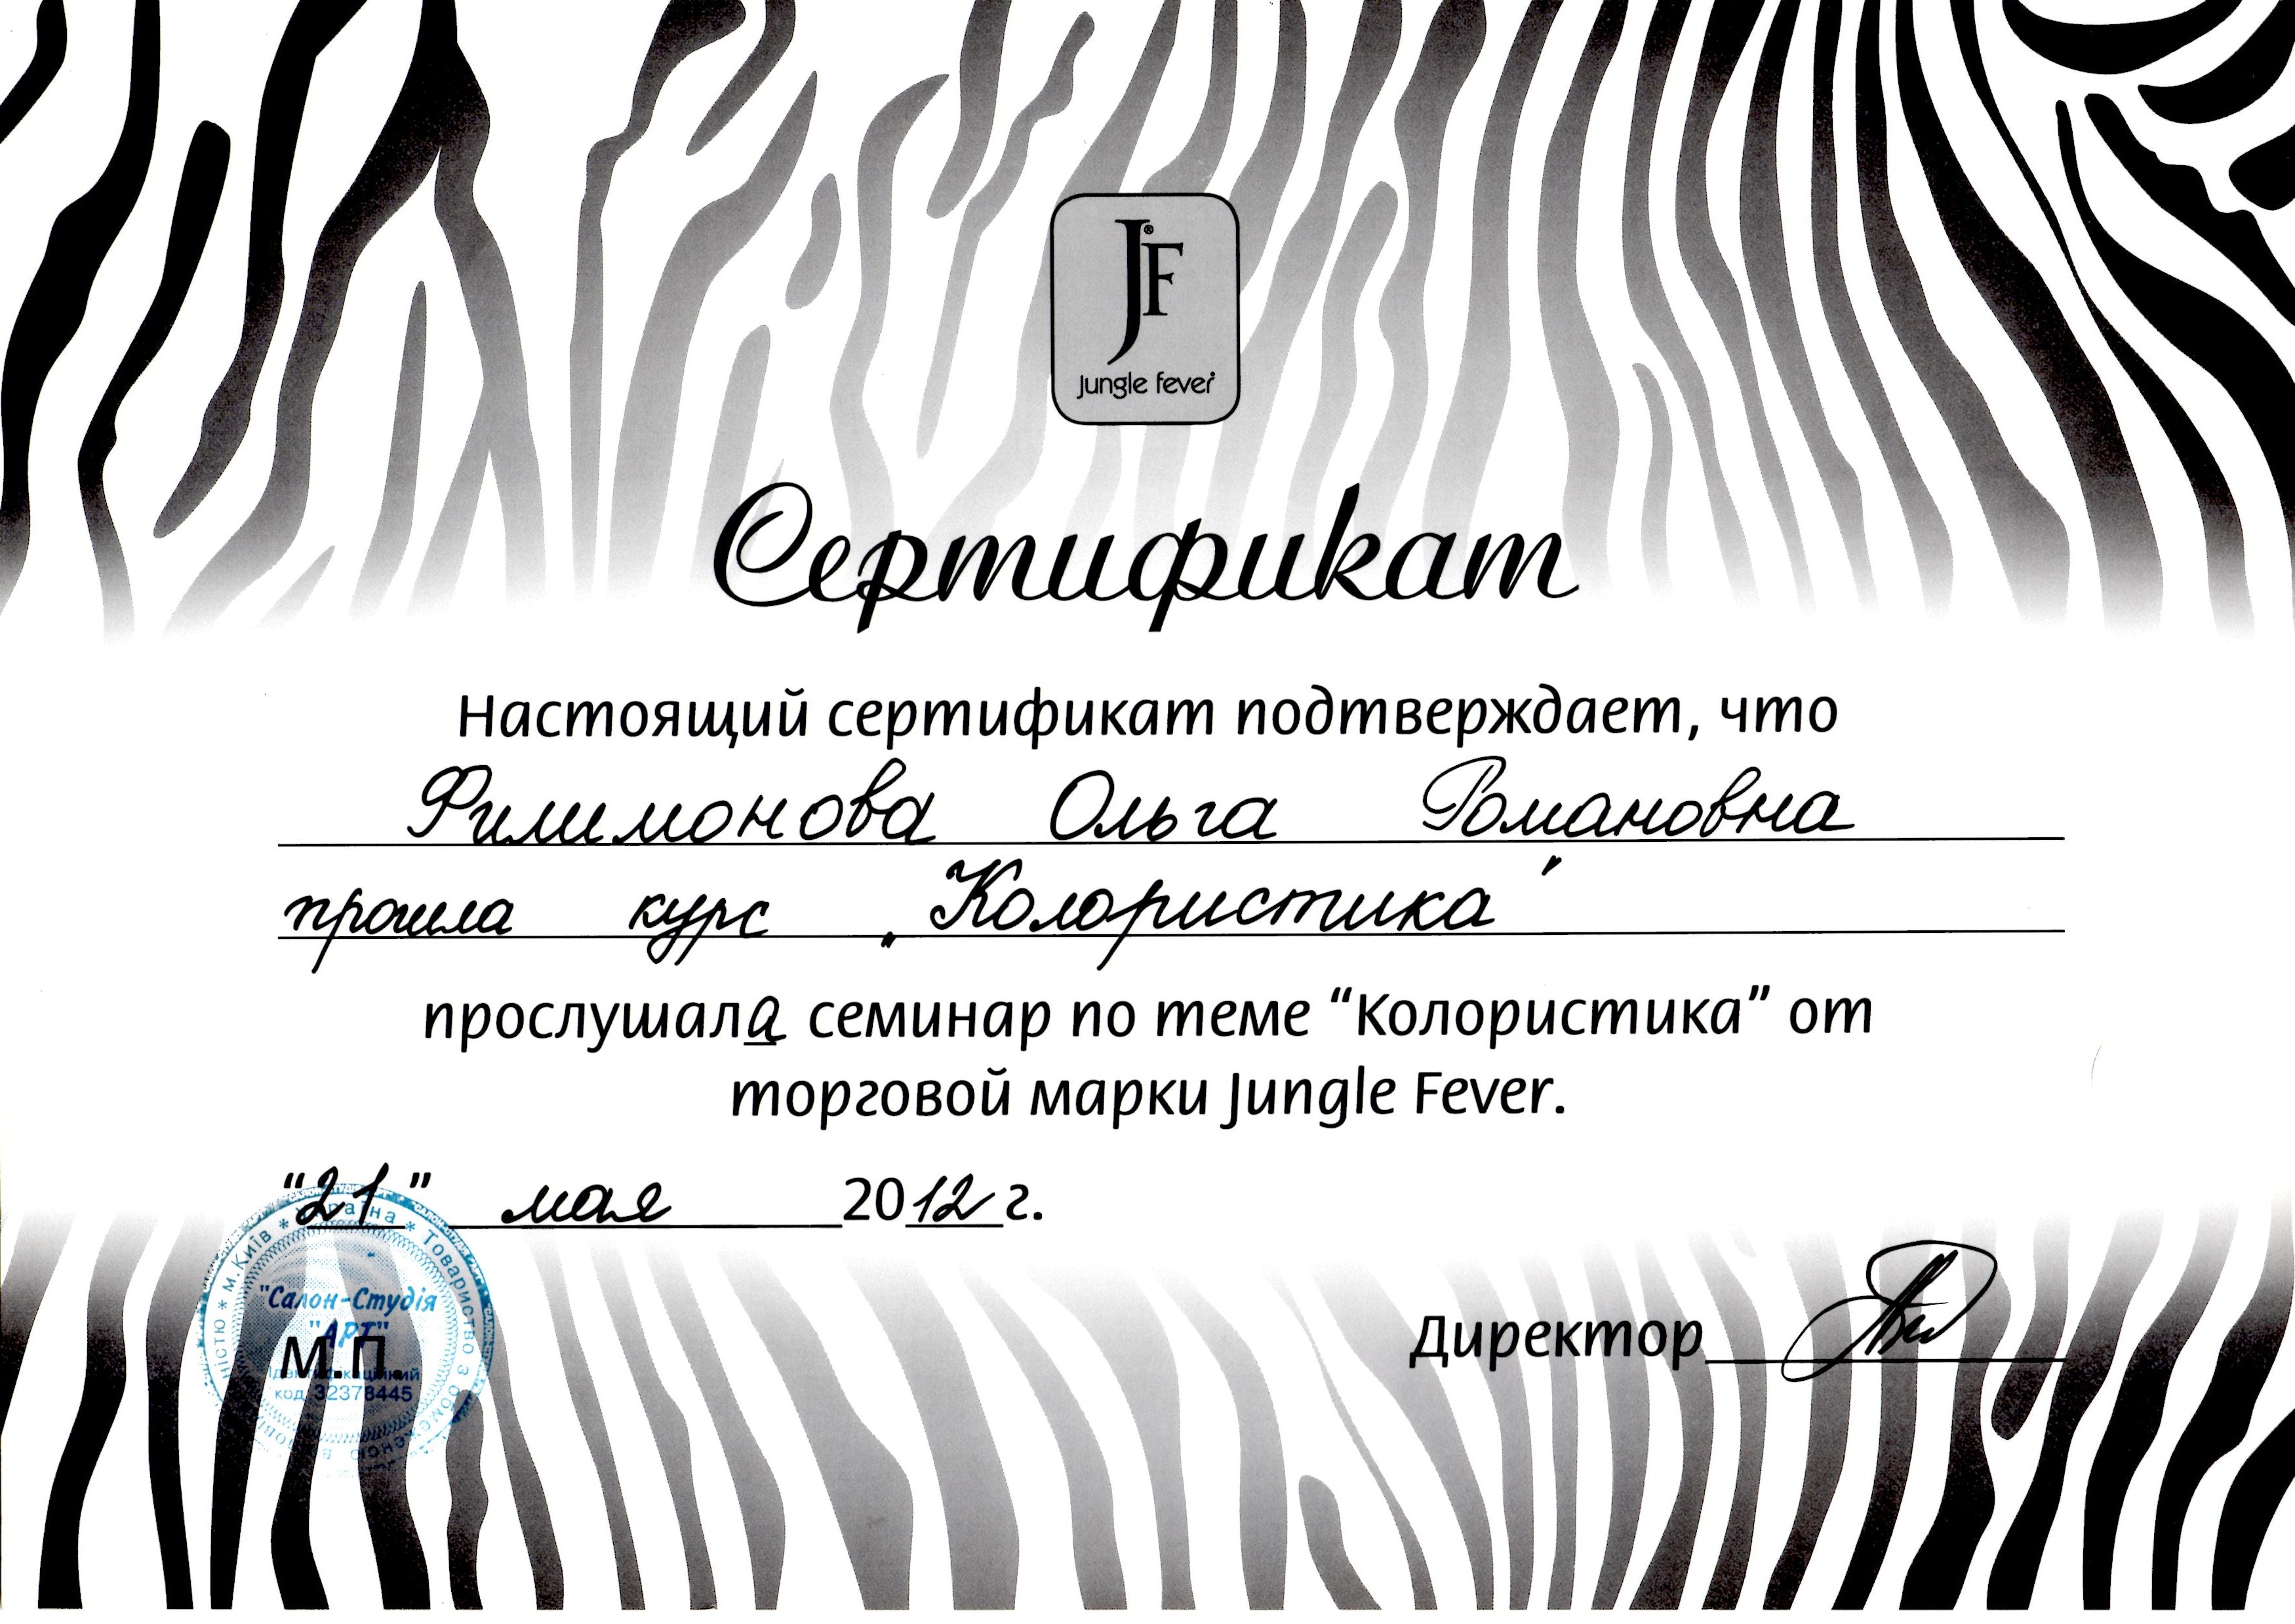 JF®
jungle fever
Сертификат
Настоящий сертификат подтверждает, что
Филимонова Ольга Романовна
прошла курс „Колористика"
прослушала семинар по теме “Колористика” от
торговой марки Jungle Fever.
“21” мая 2012 г.
Україна * Товариство з обмеженою
* м.Київ *
"Салон-Студія
"АРТ"
М.П
Ідентифікаційний
код 32378445
Директор